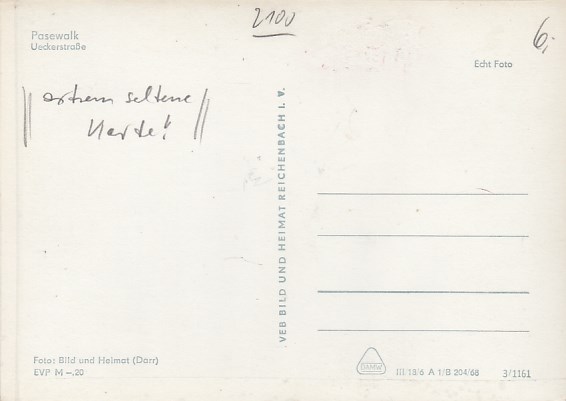 2100
6,-
Pasewalk
Ueckerstraße
Echt Foto
extrem seltene
Karte!
VEB BILD UND HEIMAT REICHENBACH I. V.
Foto: Bild und Heimat (Darr)
EVP M –.20
III/18/6 A 1/B 204/68 3/1161